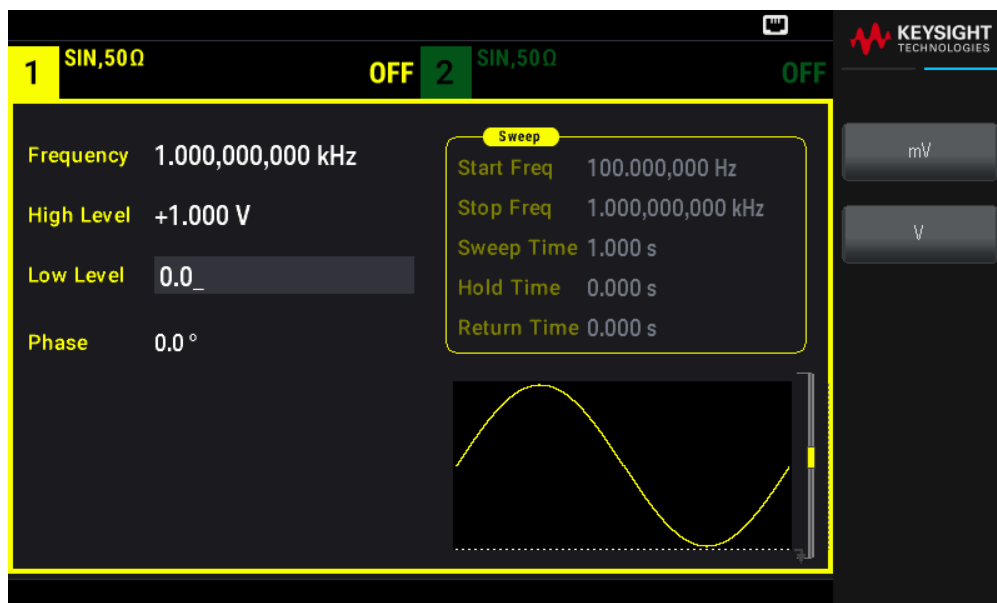 KEYSIGHT
TECHNOLOGIES
1 SIN,50Ω OFF 2 SIN,50Ω OFF
Sweep
Frequency 1.000,000,000 kHz
Start Freq 100.000,000 Hz
High Level +1.000 V
Stop Freq 1.000,000,000 kHz
Sweep Time 1.000 s
Low Level 0.0_
Hold Time 0.000 s
Return Time 0.000 s
Phase 0.0 °
mV
V